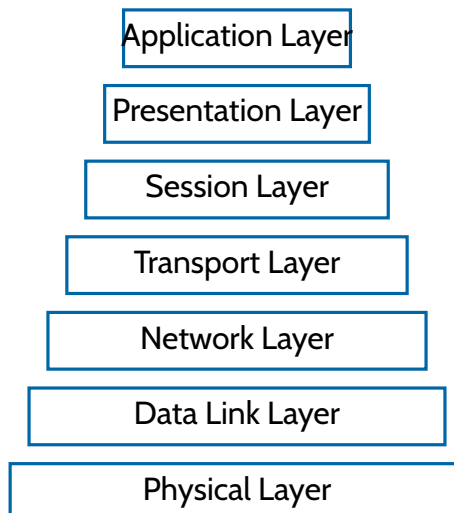 Application Layer
Presentation Layer
Session Layer
Transport Layer
Network Layer
Data Link Layer
Physical Layer